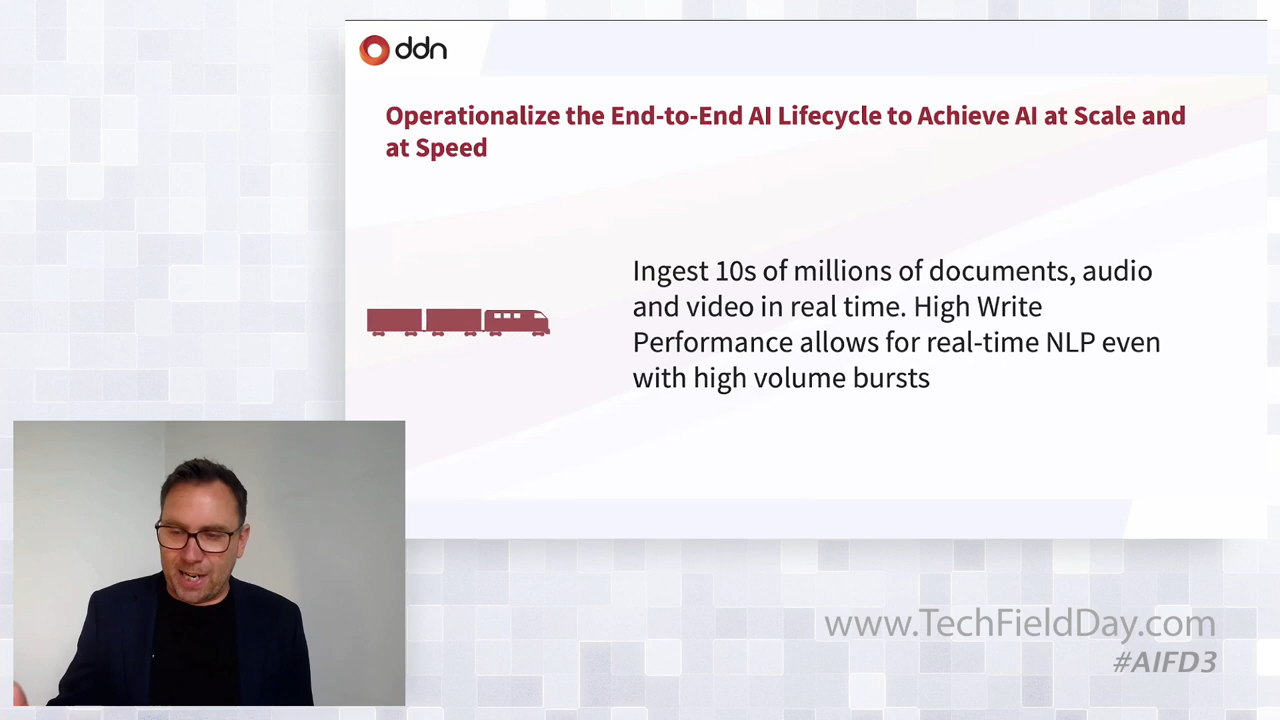 ddn
Operationalize the End-to-End AI Lifecycle to Achieve AI at Scale and
at Speed
Ingest 10s of millions of documents, audio
and video in real time. High Write
Performance allows for real-time NLP even
with high volume bursts
www.TechFieldDay.com
#AIFD3